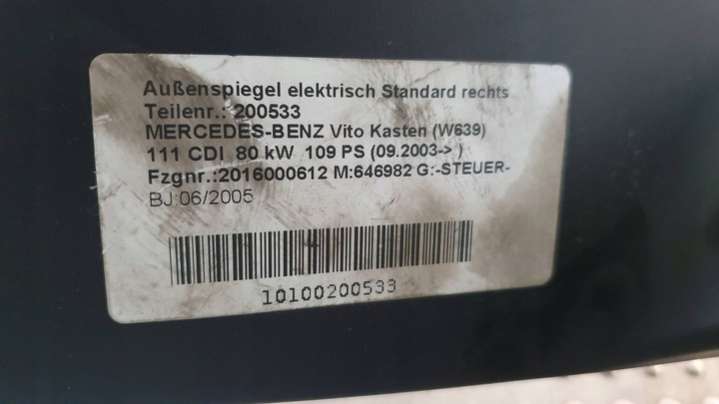 Außenspiegel elektrisch Standard rechts
Teilenr.: 200533
MERCEDES-BENZ Vito Kasten (W639)
111 CDI  80 kW  109 PS (09.2003-> )
Fzgnr.:2016000612 M:646982 G:-STEUER-
BJ:06/2005
10100200533